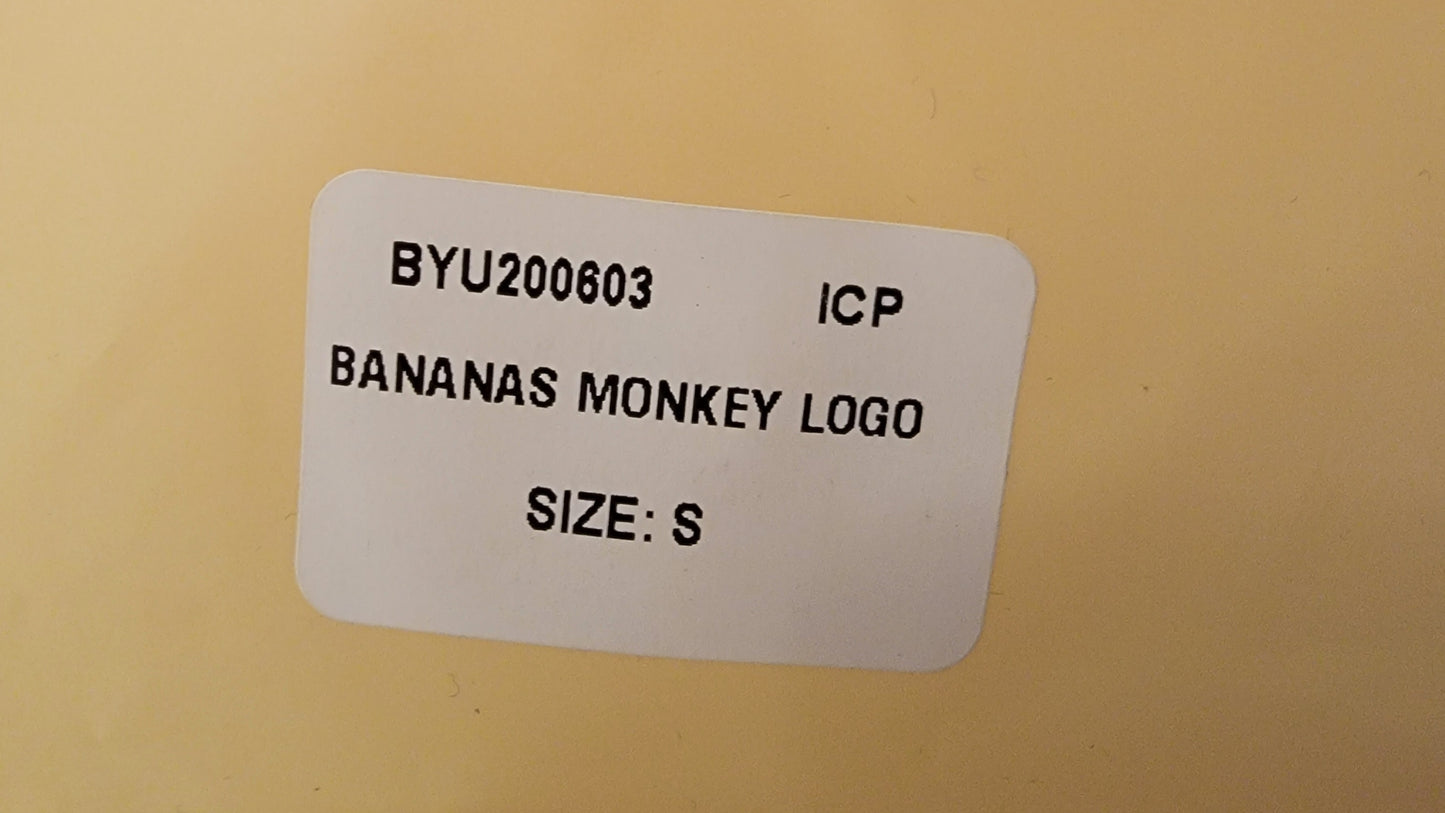 BYU200603 ICP
BANANAS MONKEY LOGO
SIZE: S